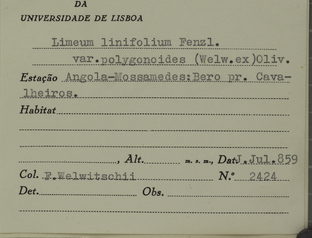 DA
UNIVERSIDADE DE LISBOA
Limeum linifolium Fenzl.
var.polygonoides (Welw.ex)Oliv.
Estação Angola-Mossamedes:Bero pr. Cava-
lheiros.
Habitat
, Alt. m. s. m., Dat. J.Jul.859
Col. F.Welwitschii N.º 2424
Det. Obs.